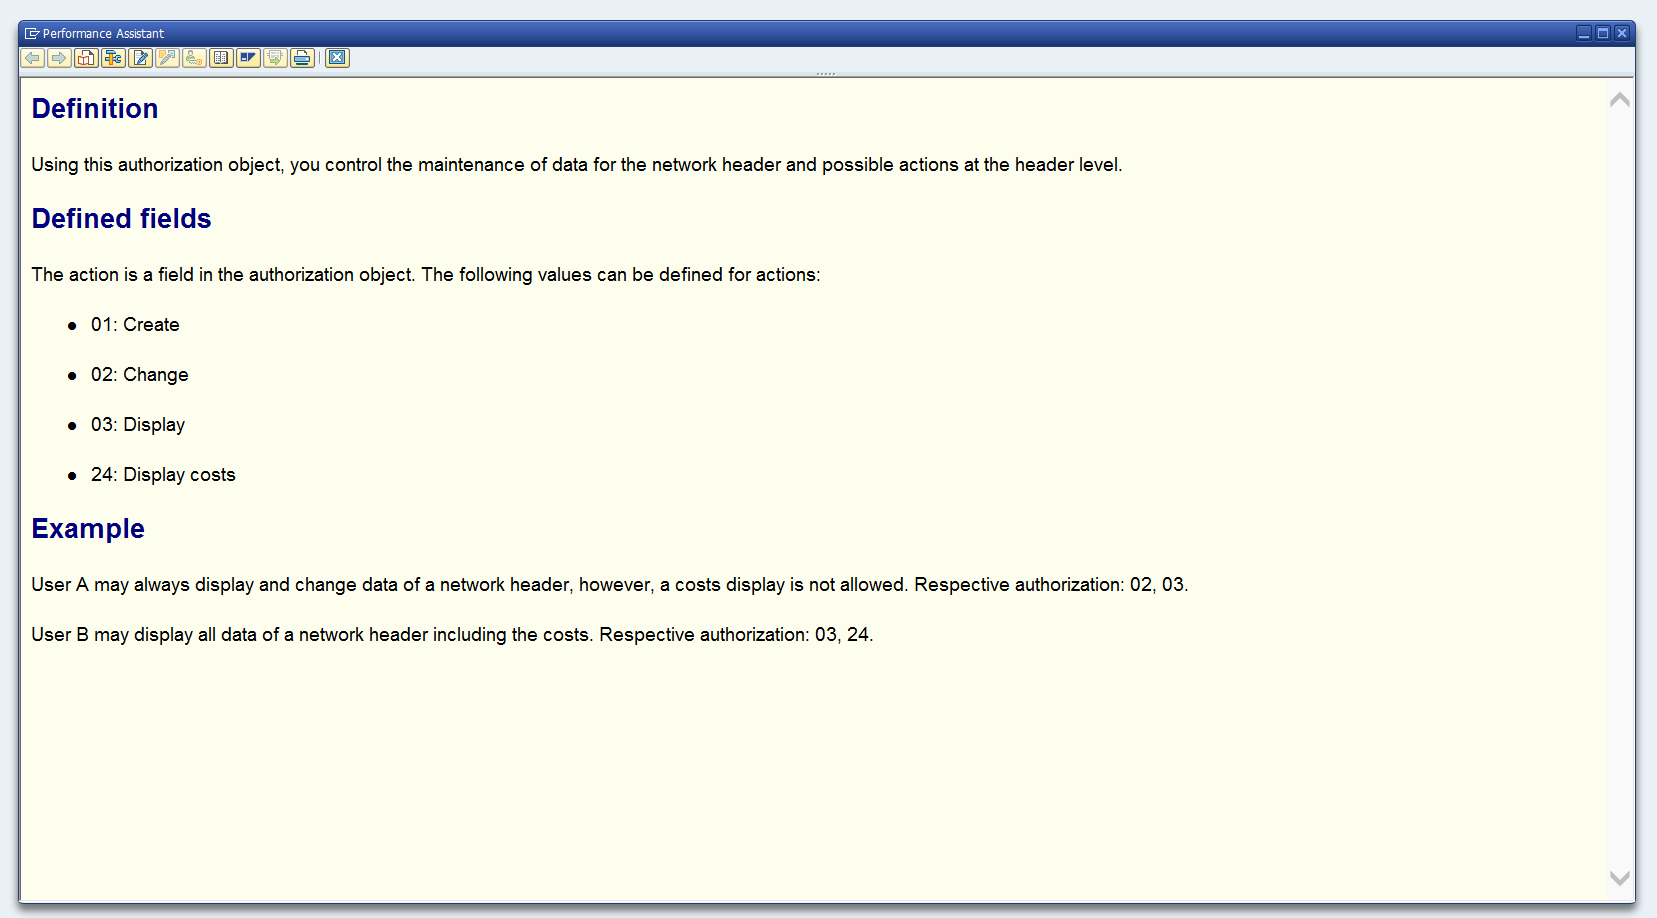 Performance Assistant
Definition
Using this authorization object, you control the maintenance of data for the network header and possible actions at the header level.
Defined fields
The action is a field in the authorization object. The following values can be defined for actions:
● 01: Create
● 02: Change
● 03: Display
● 24: Display costs
Example
User A may always display and change data of a network header, however, a costs display is not allowed. Respective authorization: 02, 03.
User B may display all data of a network header including the costs. Respective authorization: 03, 24.